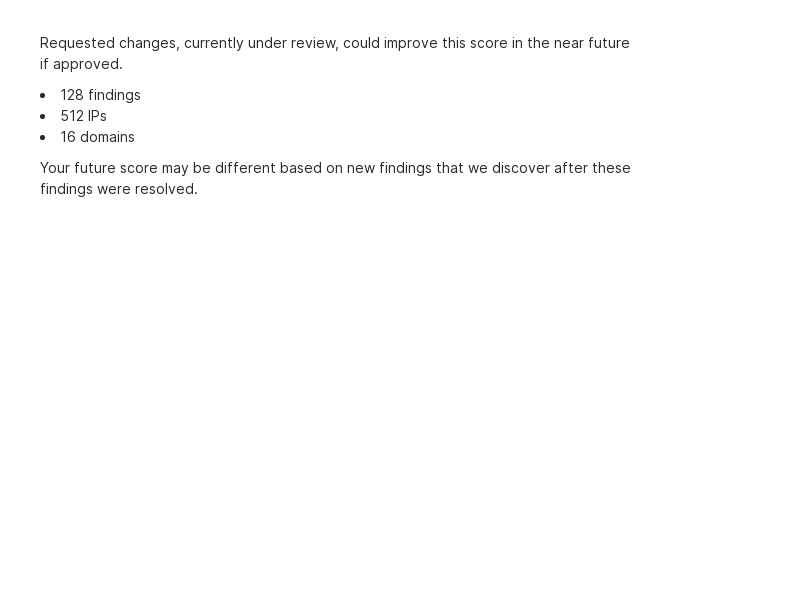 Requested changes, currently under review, could improve this score in the near future
if approved.
• 128 findings
• 512 IPs
• 16 domains
Your future score may be different based on new findings that we discover after these
findings were resolved.